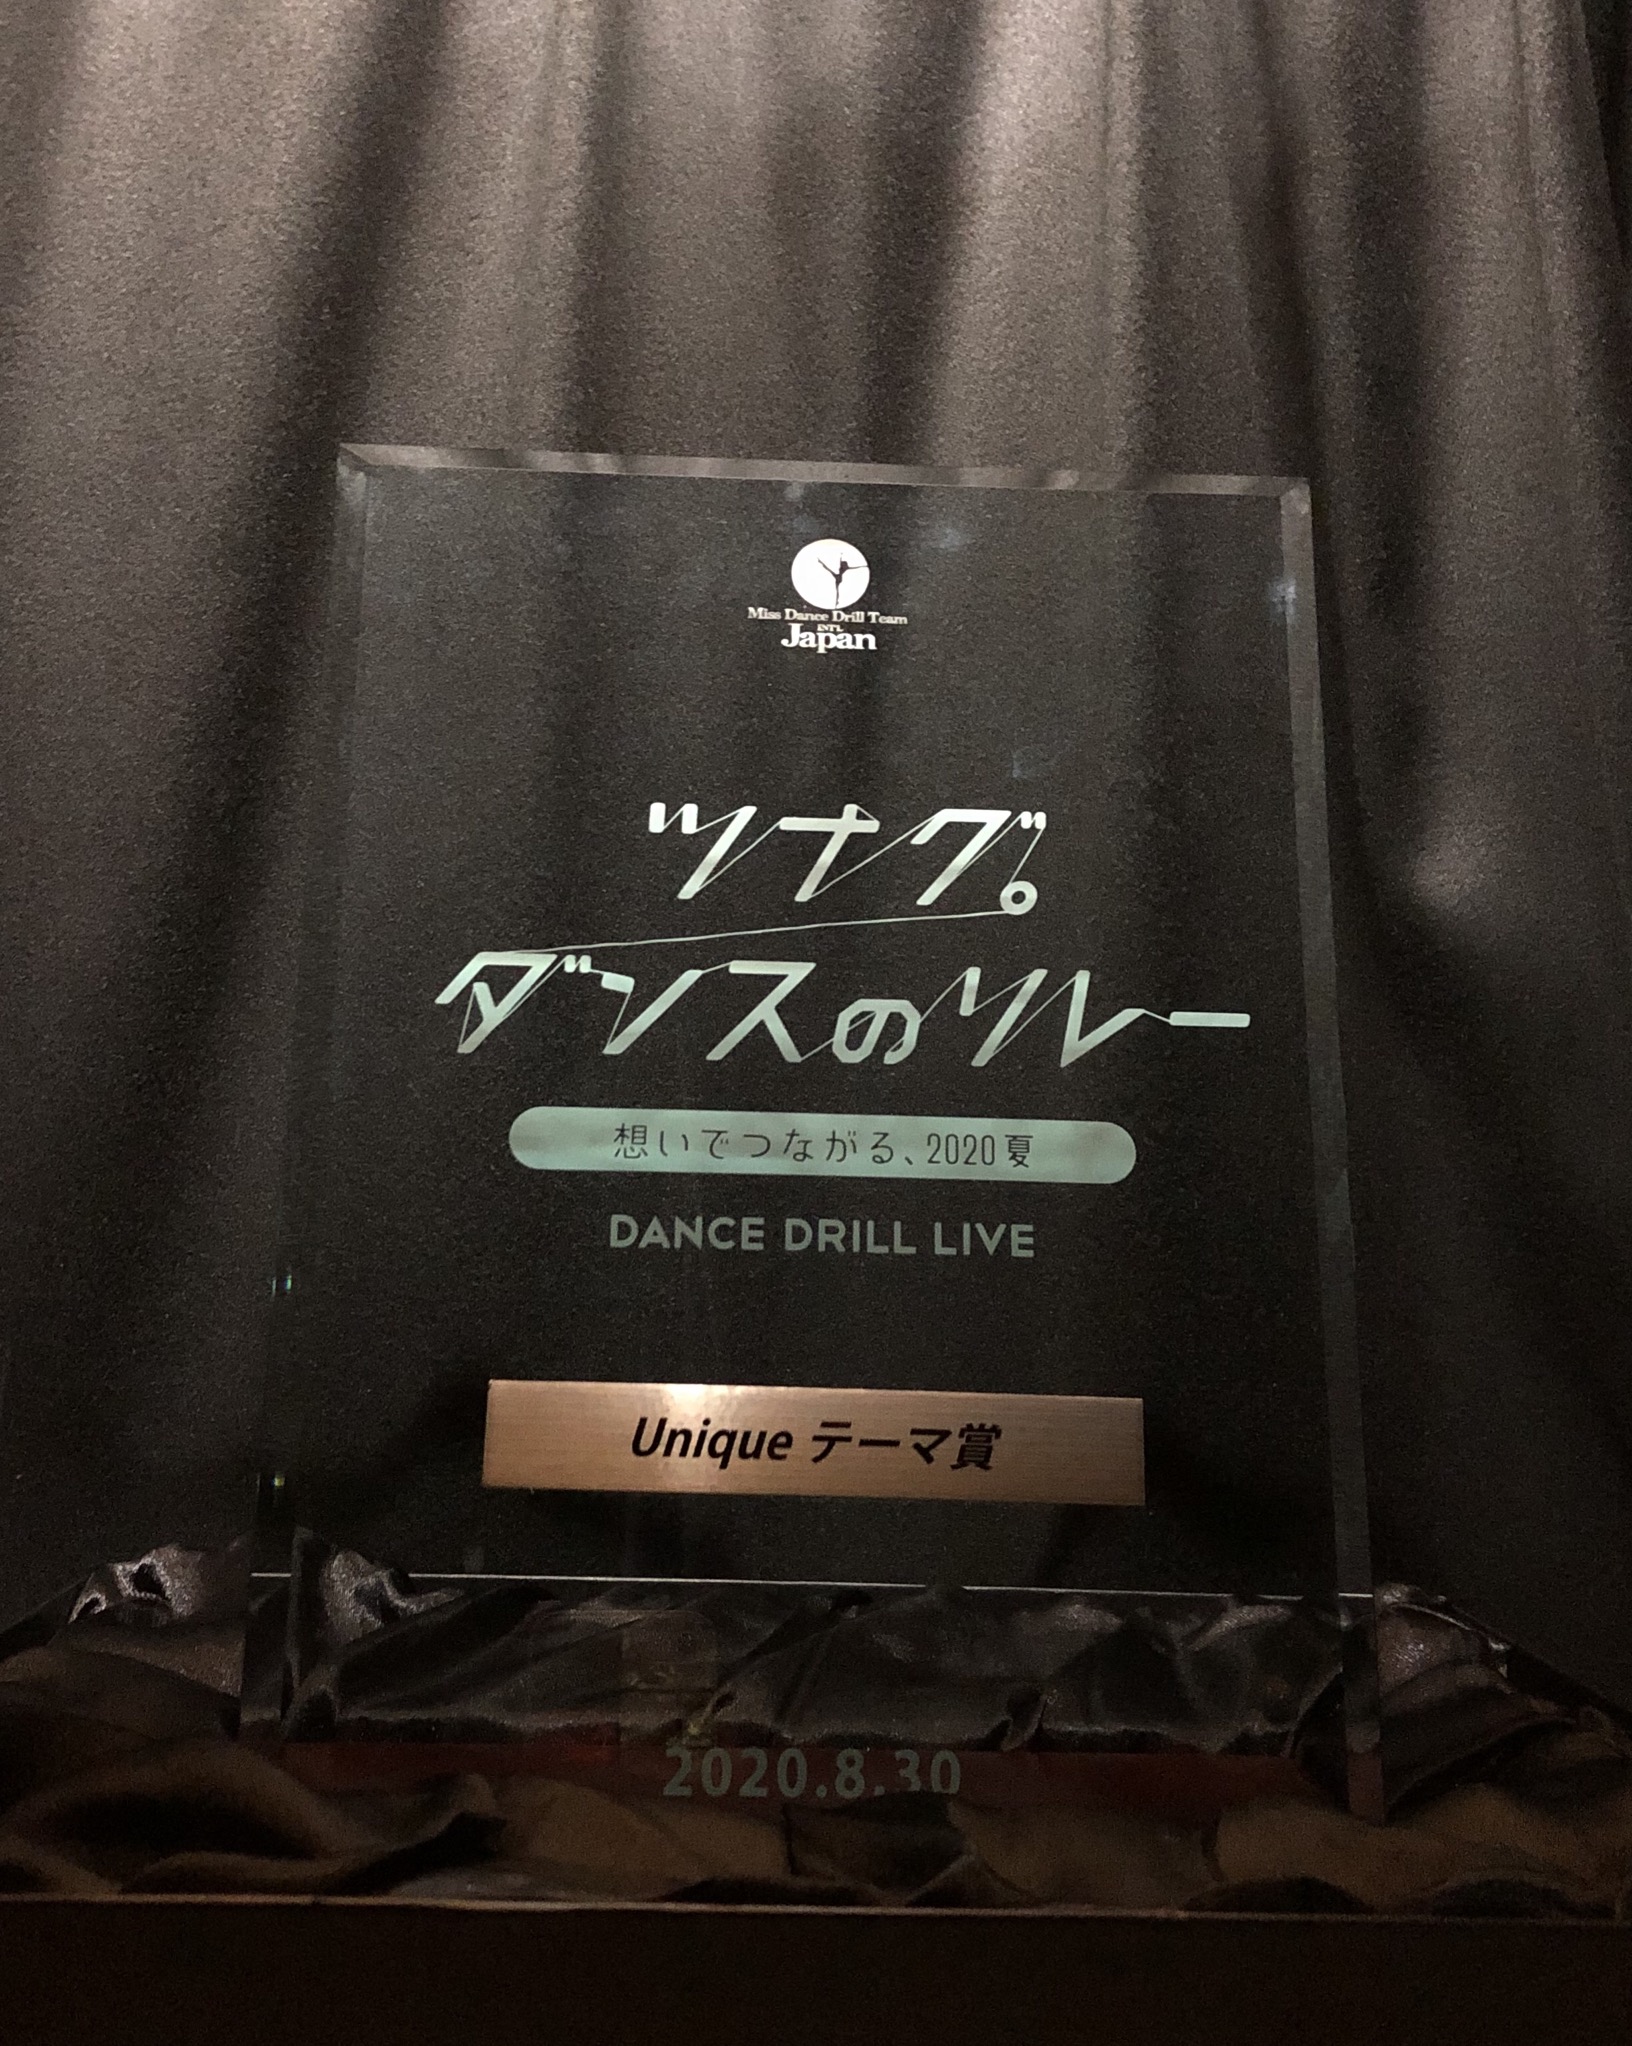 Miss Dance Drill Team
INTL
Japan
ツナグ。
ダンスのリレー
想いでつながる、2020夏
DANCE DRILL LIVE
Unique テーマ賞
2020.8.30